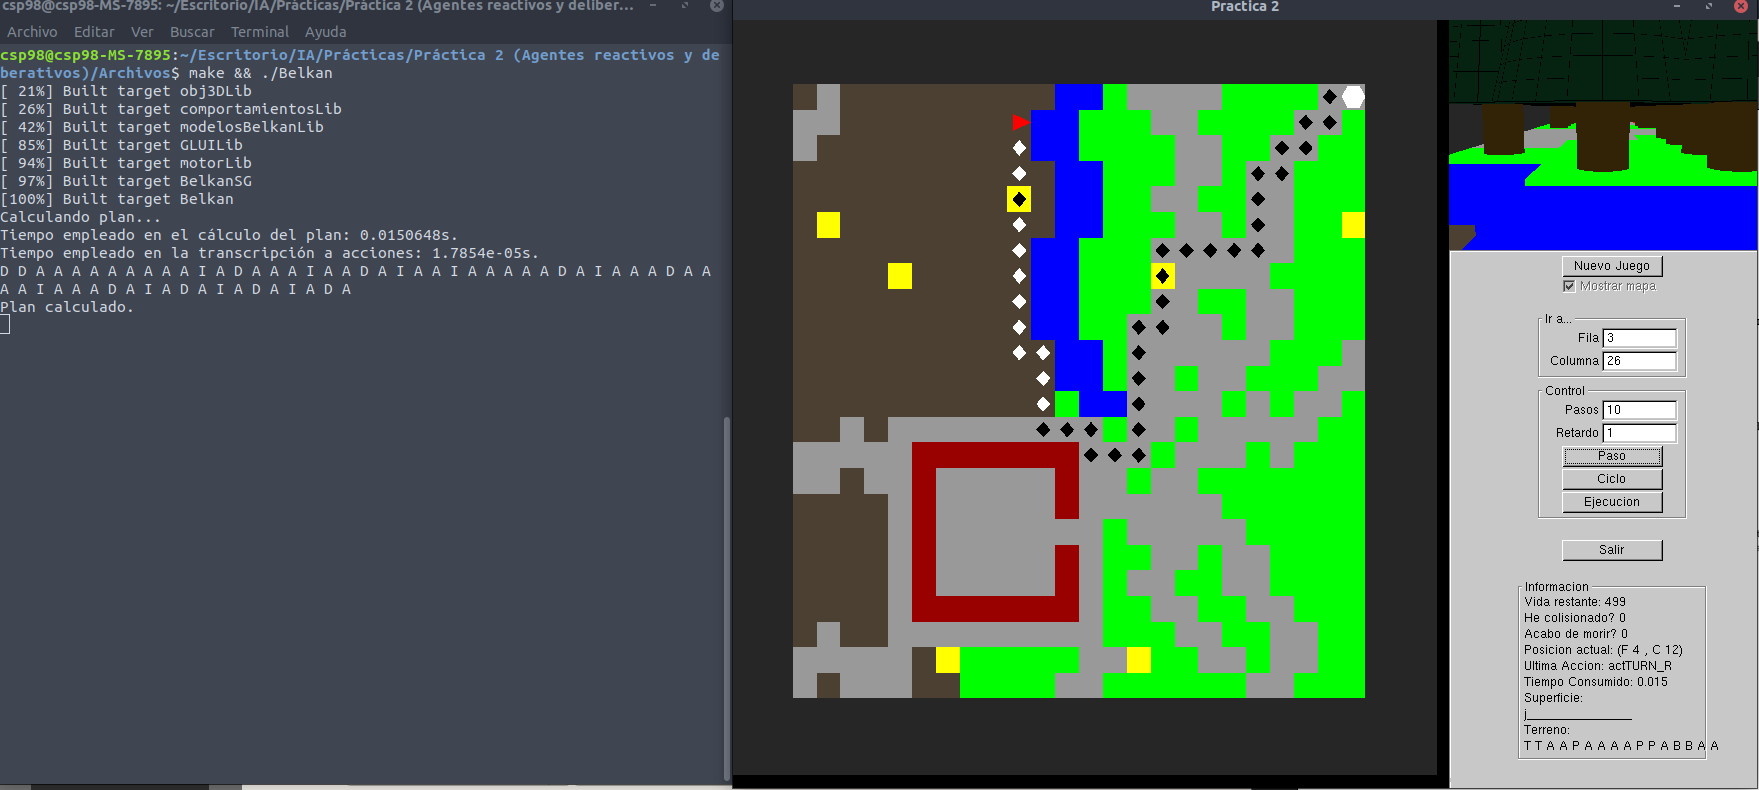 csp98@csp98-MS-7895: ~/Escritorio/IA/Prácticas/Práctica 2 (Agentes reactivos y deliber...
Archivo Editar Ver Buscar Terminal Ayuda
csp98@csp98-MS-7895:~/Escritorio/IA/Prácticas/Práctica 2 (Agentes reactivos y de
berativos)/Archivos$ make && ./Belkan
[ 21%] Built target obj3DLib
[ 26%] Built target comportamientosLib
[ 42%] Built target modelosBelkanLib
[ 85%] Built target GLUILib
[ 94%] Built target motorLib
[ 97%] Built target BelkanSG
[100%] Built target Belkan
Calculando plan...
Tiempo empleado en el cálculo del plan: 0.0150648s.
Tiempo empleado en la transcripción a acciones: 1.7854e-05s.
D D A A A A A A A A A I A D A A A I A A D A I A A I A A A A A D A I A A A D A A
A A I A A A D A I A D A I A D A I A D A
Plan calculado.
Practica 2
Nuevo Juego
Mostrar mapa
Ir a...
Fila 3
Columna 26
Control
Pasos 10
Retardo 1
Paso
Ciclo
Ejecucion
Salir
Informacion
Vida restante: 499
He colisionado? 0
Acabo de morir? 0
Posicion actual: (F 4 , C 12)
Ultima Accion: actTURN_R
Tiempo Consumido: 0.015
Superficie:
j_______________
Terreno:
T T A A P A A A A P P A B B A A